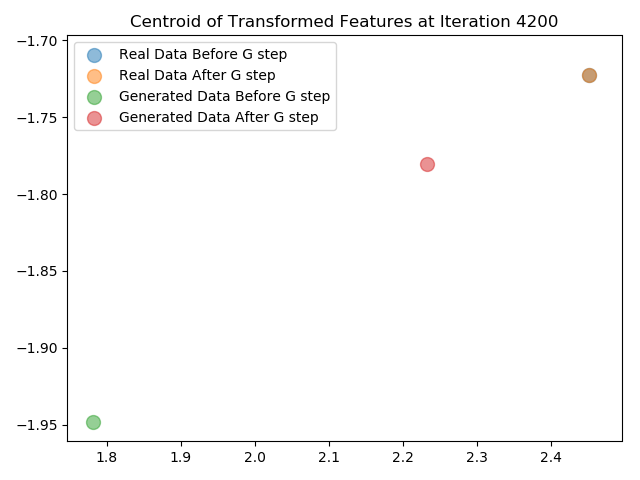 Centroid of Transformed Features at Iteration 4200
−1.70
Real Data Before G step
Real Data After G step
Generated Data Before G step
Generated Data After G step
−1.75
−1.80
−1.85
−1.90
−1.95
1.8 1.9 2.0 2.1 2.2 2.3 2.4